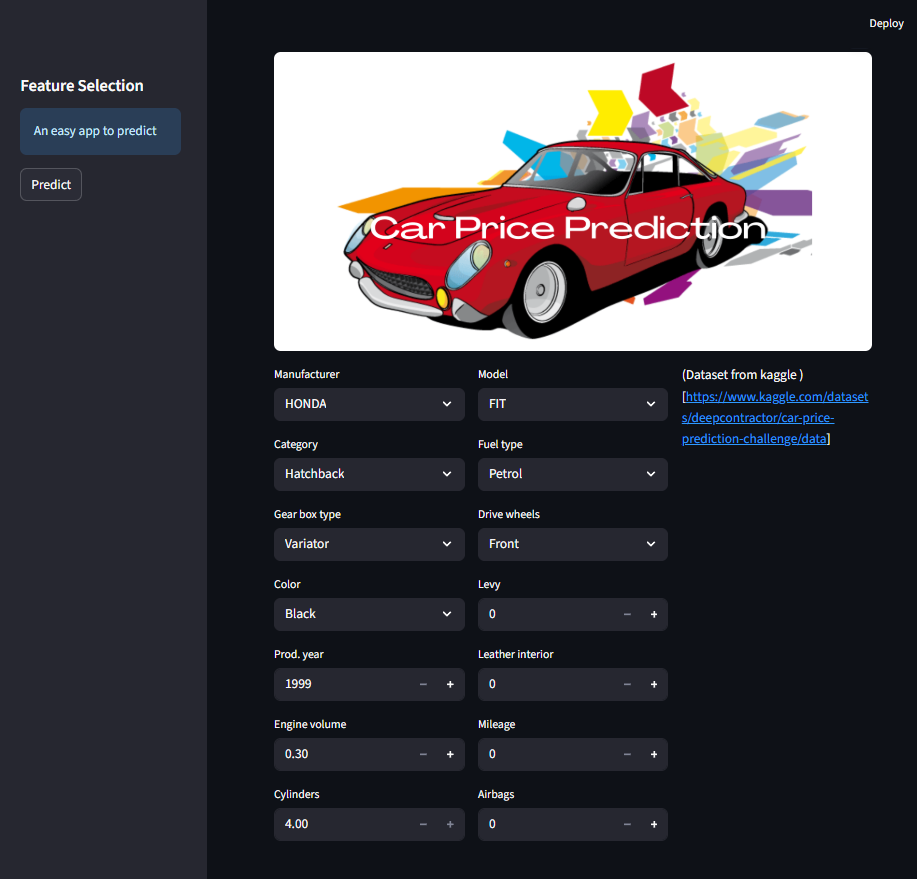 Deploy
Feature Selection
An easy app to predict
Predict
Car Price Prediction
Manufacturer
HONDA
Model
FIT
(Dataset from kaggle )
[https://www.kaggle.com/dataset
s/deepcontractor/car-price-
prediction-challenge/data]
Category
Hatchback
Fuel type
Petrol
Gear box type
Variator
Drive wheels
Front
Color
Black
Levy
0
Prod. year
1999
Leather interior
0
Engine volume
0.30
Mileage
0
Cylinders
4.00
Airbags
0